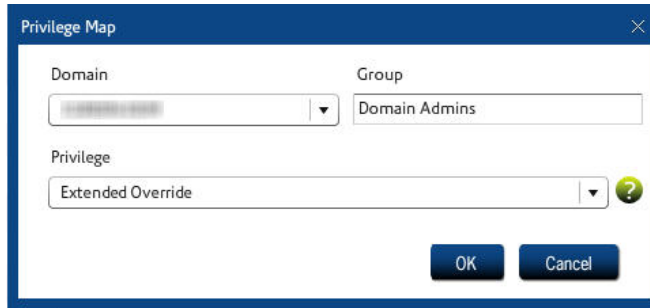 Privilege Map
Domain Group
Domain Admins
Privilege
Extended Override
?
OK Cancel